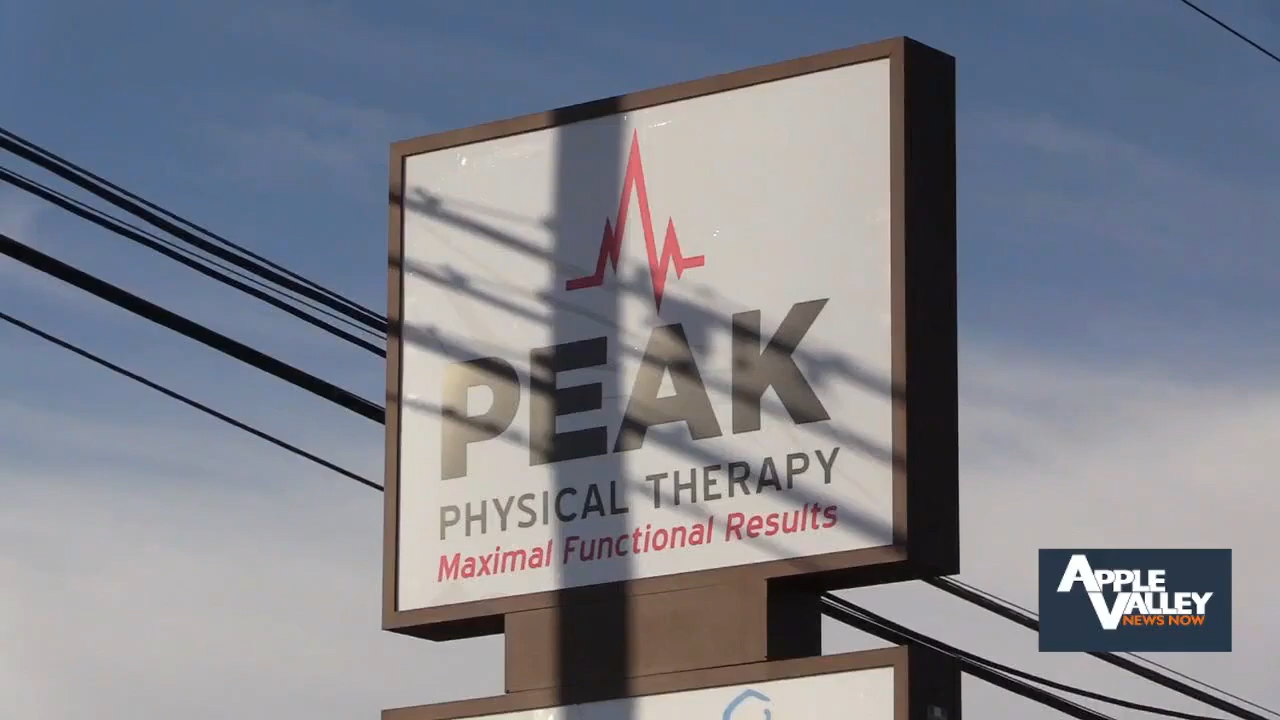 PEAK
PHYSICAL THERAPY
Maximal Functional Results
APPLE
VALLEY
NEWS NOW